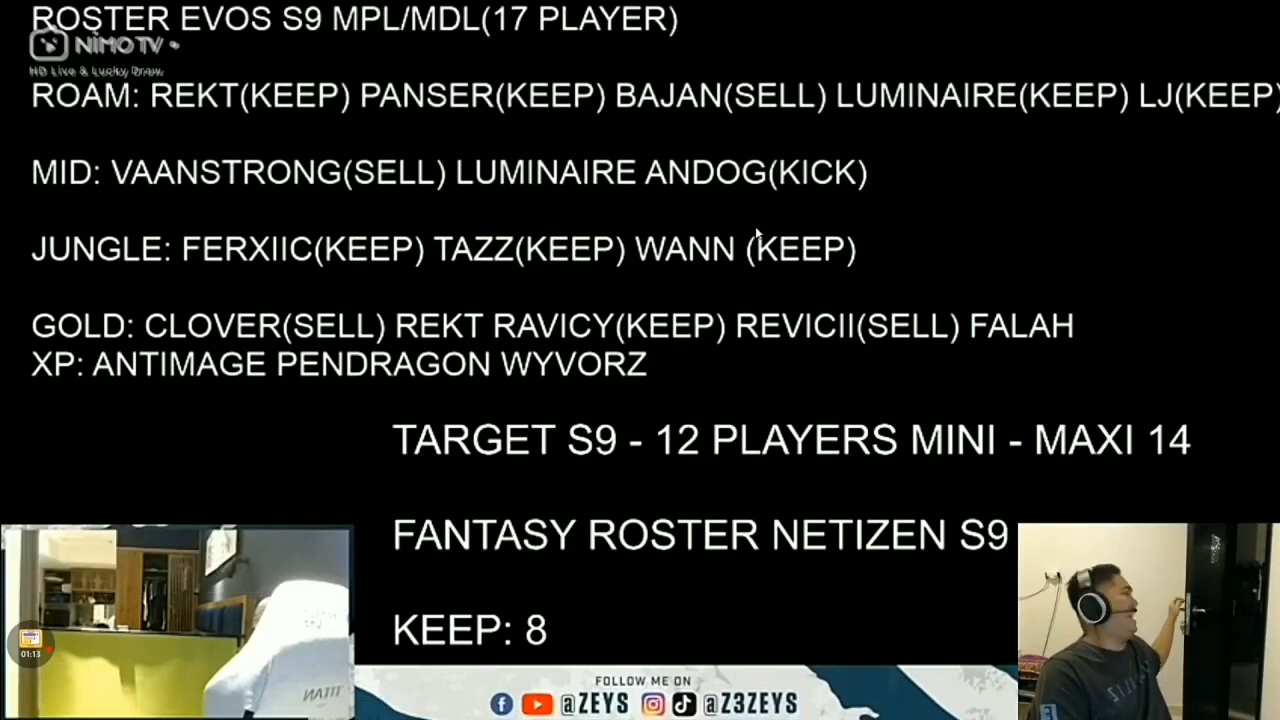 ROSTER EVOS S9 MPL/MDL(17 PLAYER)
NIMO TV
HD Live & Lucky Draw
ROAM: REKT(KEEP) PANSER(KEEP) BAJAN(SELL) LUMINAIRE(KEEP) LJ(KEEP)
MID: VAANSTRONG(SELL) LUMINAIRE ANDOG(KICK)
JUNGLE: FERXIIC(KEEP) TAZZ(KEEP) WANN (KEEP)
GOLD: CLOVER(SELL) REKT RAVICY(KEEP) REVICII(SELL) FALAH
XP: ANTIMAGE PENDRAGON WYVORZ
TARGET S9 - 12 PLAYERS MINI - MAXI 14
FANTASY ROSTER NETIZEN S9
KEEP: 8
01:13
FOLLOW ME ON
@ZEYS @Z3ZEYS